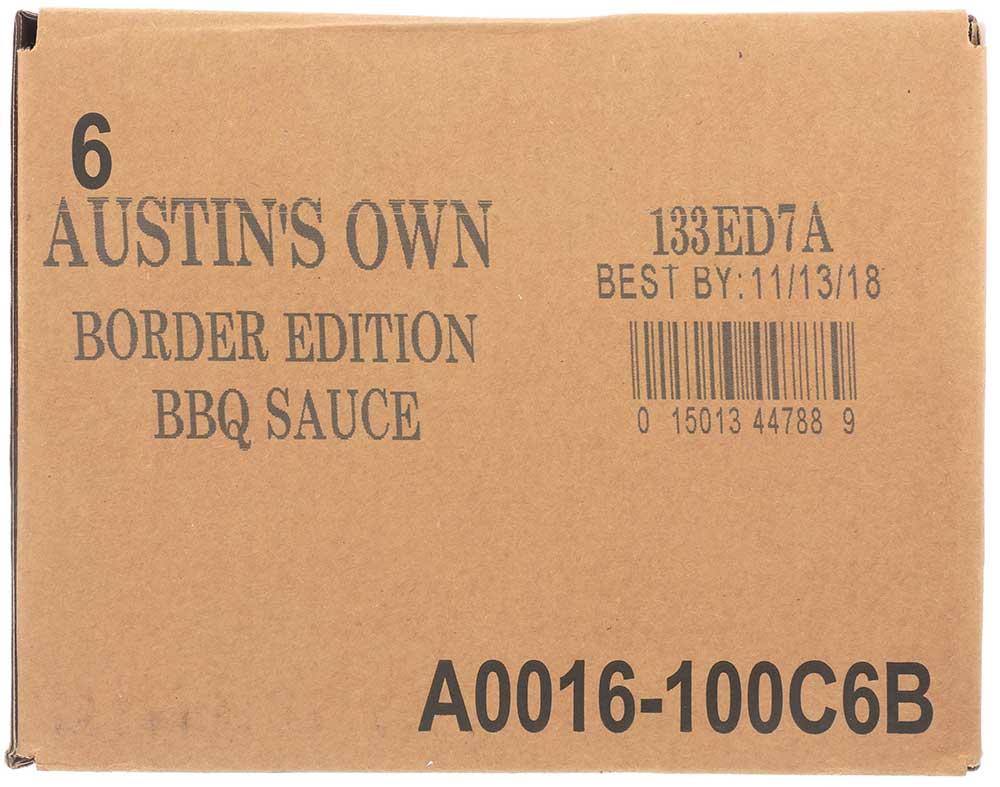 6
AUSTIN'S OWN
BORDER EDITION
BBQ SAUCE
133ED7A
BEST BY:11/13/18
0 15013 44788 9
A0016-100C6B